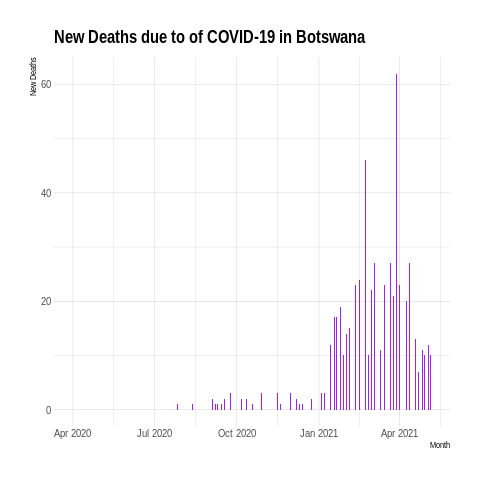 New Deaths due to of COVID-19 in Botswana
New Deaths
60
40
20
0
Apr 2020 Jul 2020 Oct 2020 Jan 2021 Apr 2021
Month